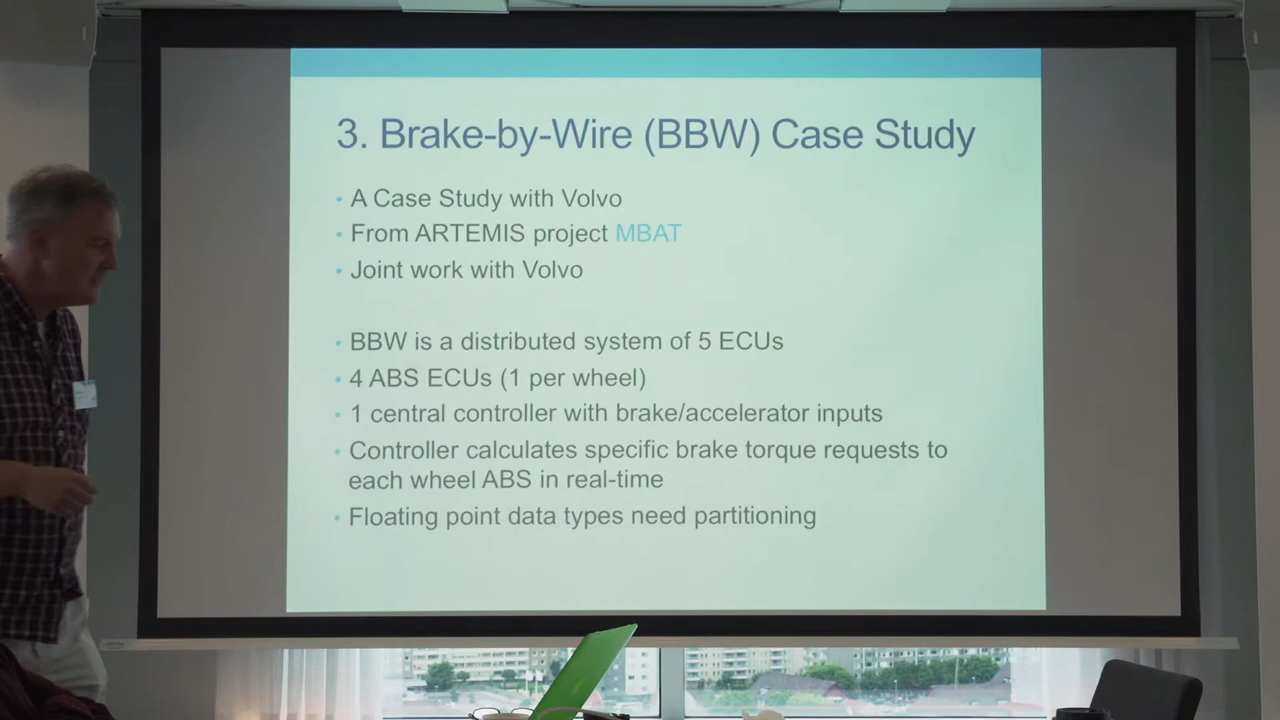 3. Brake-by-Wire (BBW) Case Study
• A Case Study with Volvo
• From ARTEMIS project MBAT
• Joint work with Volvo
• BBW is a distributed system of 5 ECUs
• 4 ABS ECUs (1 per wheel)
• 1 central controller with brake/accelerator inputs
• Controller calculates specific brake torque requests to
each wheel ABS in real-time
• Floating point data types need partitioning